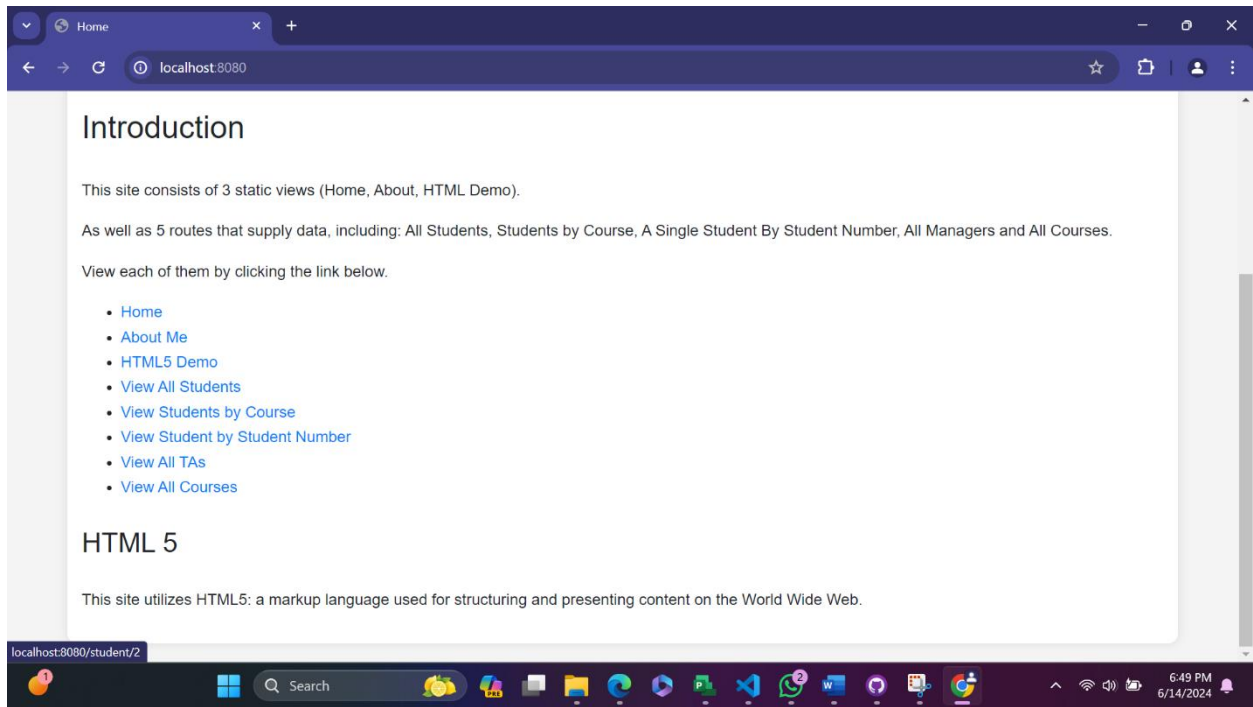 Home
localhost:8080
Introduction
This site consists of 3 static views (Home, About, HTML Demo).
As well as 5 routes that supply data, including: All Students, Students by Course, A Single Student By Student Number, All Managers and All Courses.
View each of them by clicking the link below.
Home
About Me
HTML5 Demo
View All Students
View Students by Course
View Student by Student Number
View All TAs
View All Courses
HTML 5
This site utilizes HTML5: a markup language used for structuring and presenting content on the World Wide Web.
localhost:8080/student/2
1
Search
PRE
2
6:49 PM
6/14/2024